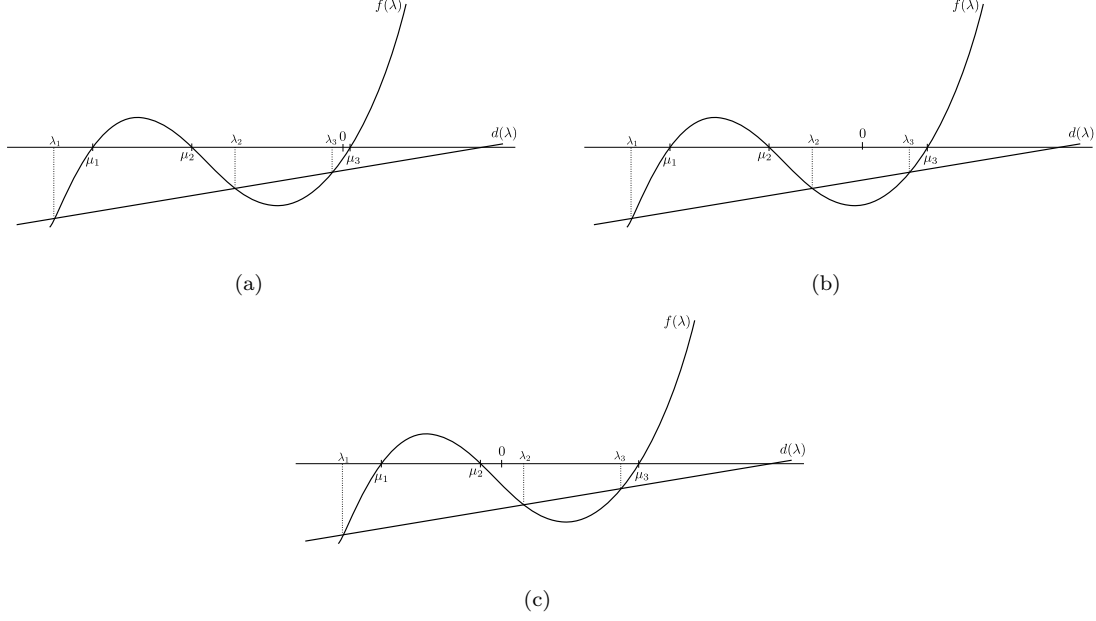 f(λ)
λ₁
λ₂
λ₃
0
d(λ)
μ₁
μ₂
μ₃
(a)
f(λ)
λ₁
λ₂
0
λ₃
d(λ)
μ₁
μ₂
μ₃
(b)
f(λ)
λ₁
0
λ₂
λ₃
d(λ)
μ₁
μ₂
μ₃
(c)